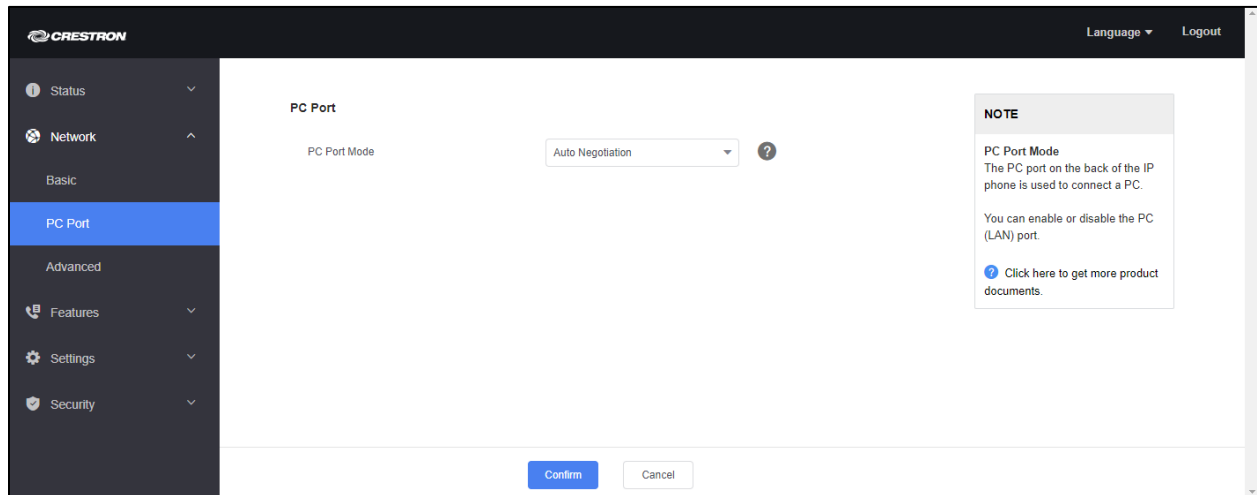 CRESTRON
Language
Logout
Status
Network
Basic
PC Port
Advanced
Features
Settings
Security
PC Port
PC Port Mode
Auto Negotiation
?
NOTE
PC Port Mode
The PC port on the back of the IP
phone is used to connect a PC.
You can enable or disable the PC
(LAN) port.
? Click here to get more product
documents.
Confirm
Cancel